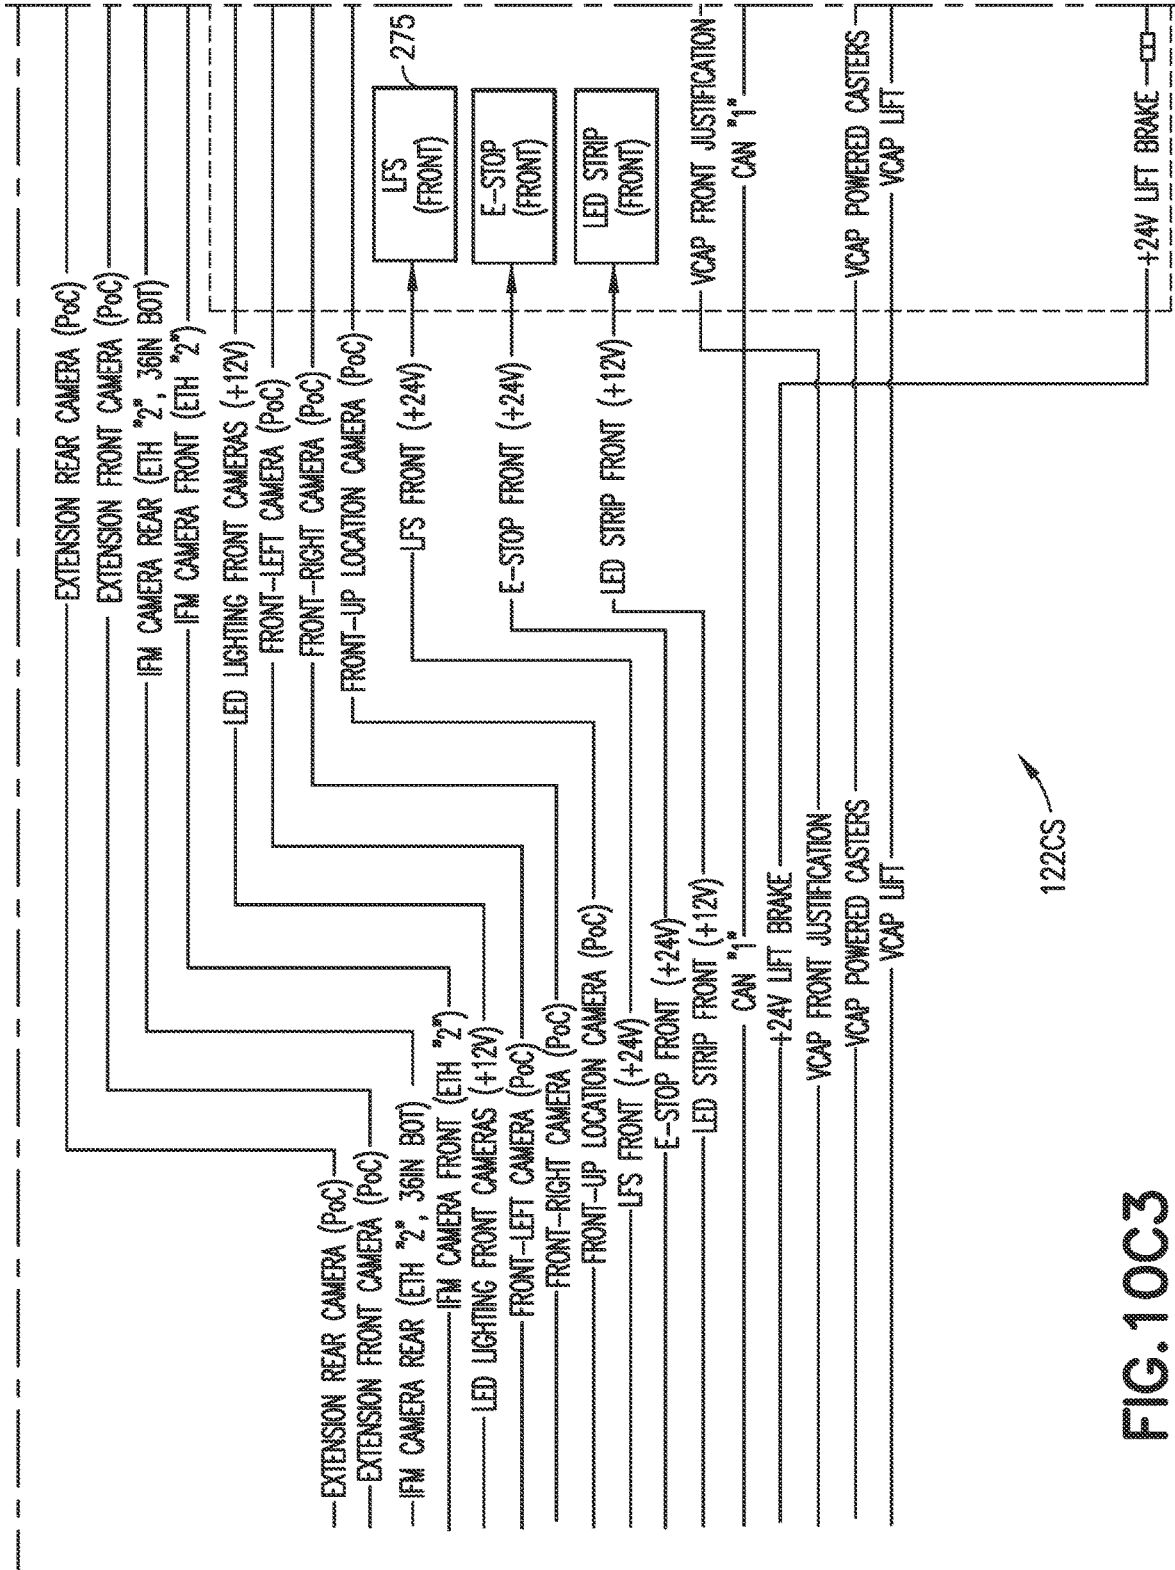 EXTENSION REAR CAMERA (PoC)
EXTENSION FRONT CAMERA (PoC)
IFM CAMERA REAR (ETH "2", 36IN BOT)
IFM CAMERA FRONT (ETH "2")
LED LIGHTING FRONT CAMERAS (+12V)
FRONT-LEFT CAMERA (PoC)
FRONT-RIGHT CAMERA (PoC)
FRONT-UP LOCATION CAMERA (PoC)
LFS FRONT (+24V)
LFS
(FRONT)
275
E-STOP FRONT (+24V)
E-STOP
(FRONT)
LED STRIP FRONT (+12V)
LED STRIP
(FRONT)
VCAP FRONT JUSTIFICATION
CAN "1"
VCAP POWERED CASTERS
VCAP LIFT
+24V LIFT BRAKE
EXTENSION REAR CAMERA (PoC)
EXTENSION FRONT CAMERA (PoC)
IFM CAMERA REAR (ETH "2", 36IN BOT)
IFM CAMERA FRONT (ETH "2")
LED LIGHTING FRONT CAMERAS (+12V)
FRONT-LEFT CAMERA (PoC)
FRONT-RIGHT CAMERA (PoC)
FRONT-UP LOCATION CAMERA (PoC)
LFS FRONT (+24V)
E-STOP FRONT (+24V)
LED STRIP FRONT (+12V)
CAN "1"
+24V LIFT BRAKE
VCAP FRONT JUSTIFICATION
VCAP POWERED CASTERS
VCAP LIFT
122CS
FIG.10C3